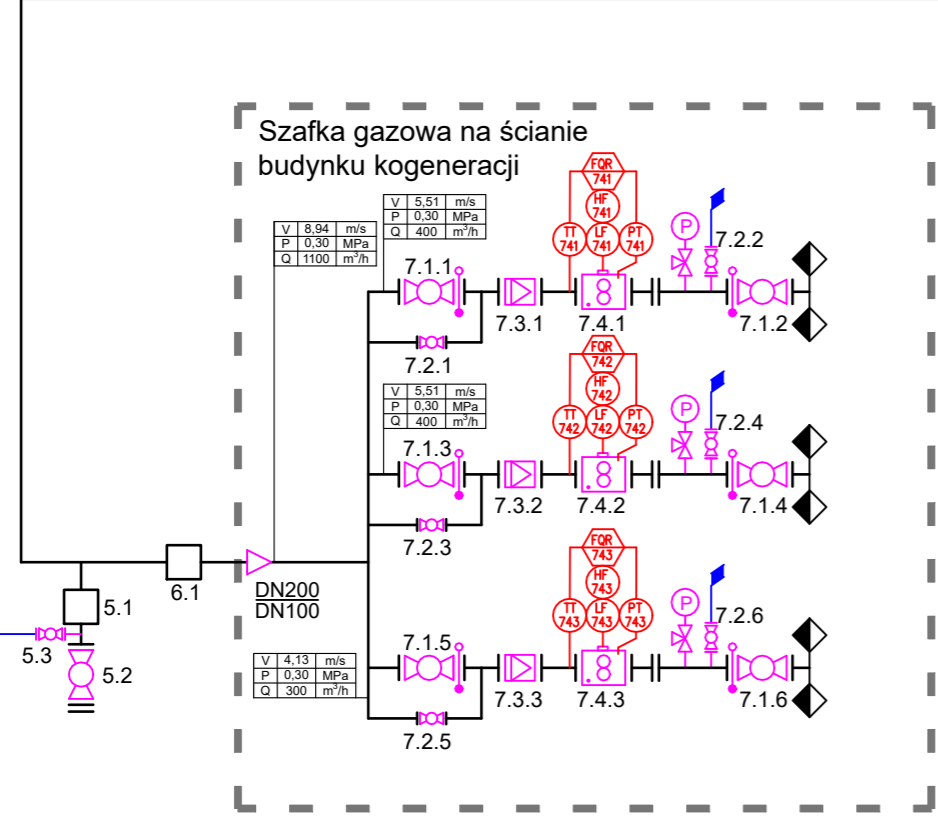 Szafka gazowa na ścianie
budynku kogeneracji
V 8,94 m/s
P 0,30 MPa
Q 1100 m³/h
V 5,51 m/s
P 0,30 MPa
Q 400 m³/h
7.1.1
7.2.1
7.3.1
FQR
741
HF
741
TT
741
LF
741
PT
741
7.4.1
P
7.2.2
7.1.2
V 5,51 m/s
P 0,30 MPa
Q 400 m³/h
7.1.3
7.2.3
7.3.2
FQR
742
HF
742
TT
742
LF
742
PT
742
7.4.2
P
7.2.4
7.1.4
6.1
DN200
DN100
5.1
5.3
5.2
V 4,13 m/s
P 0,30 MPa
Q 300 m³/h
7.1.5
7.2.5
7.3.3
FQR
743
HF
743
TT
743
LF
743
PT
743
7.4.3
P
7.2.6
7.1.6